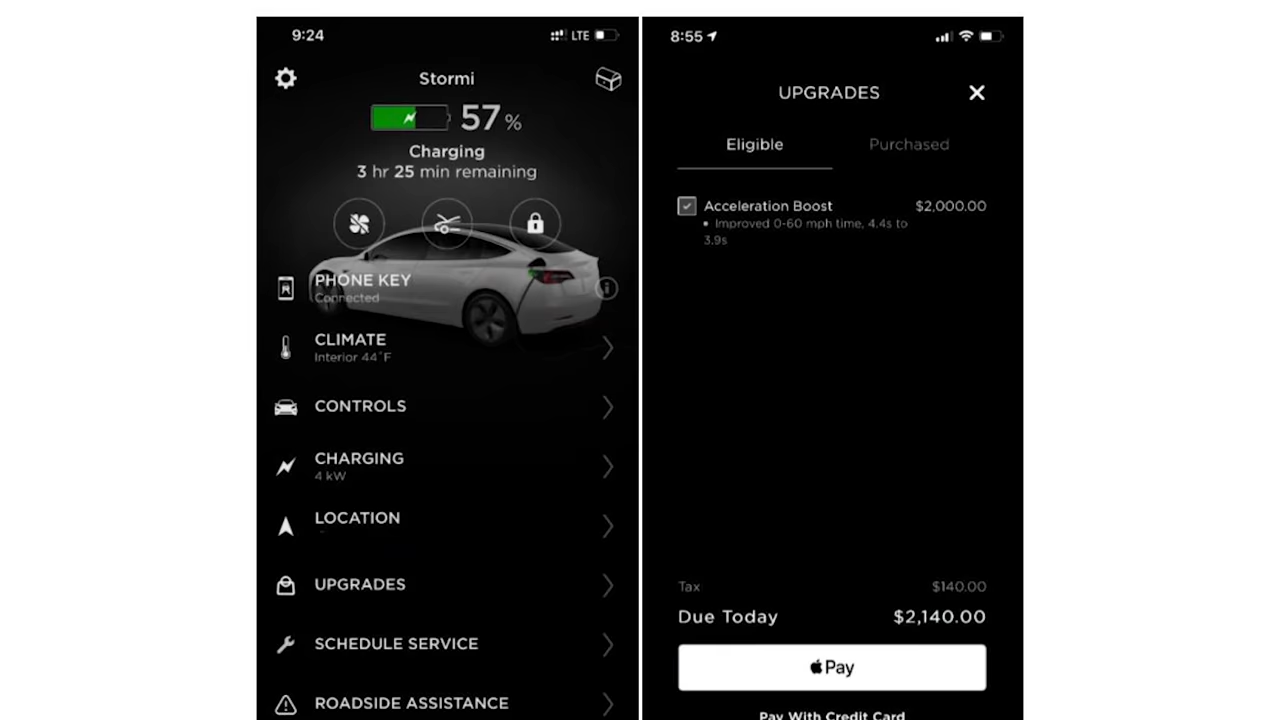 9:24
LTE
Stormi
57 %
Charging
3 hr 25 min remaining
PHONE KEY
Connected
CLIMATE
Interior 44°F
CONTROLS
CHARGING
4 kW
LOCATION
UPGRADES
SCHEDULE SERVICE
ROADSIDE ASSISTANCE
8:55
UPGRADES
Eligible Purchased
Acceleration Boost $2,000.00
• Improved 0-60 mph time, 4.4s to
3.9s
Tax $140.00
Due Today $2,140.00
Pay
Pay With Credit Card